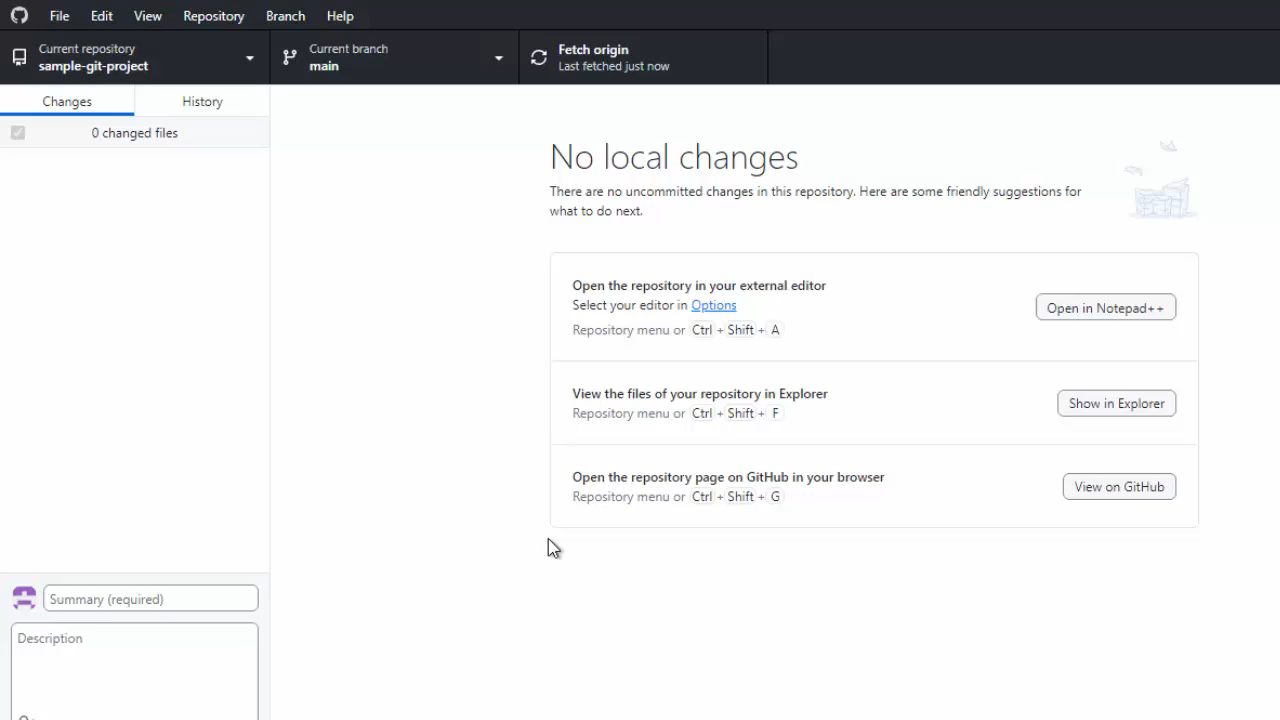 File Edit View Repository Branch Help
Current repository
sample-git-project
Current branch
main
Fetch origin
Last fetched just now
Changes History
0 changed files
No local changes
There are no uncommitted changes in this repository. Here are some friendly suggestions for
what to do next.
Open the repository in your external editor
Select your editor in Options
Repository menu or Ctrl + Shift + A
Open in Notepad++
View the files of your repository in Explorer
Repository menu or Ctrl + Shift + F
Show in Explorer
Open the repository page on GitHub in your browser
Repository menu or Ctrl + Shift + G
View on GitHub
Summary (required)
Description